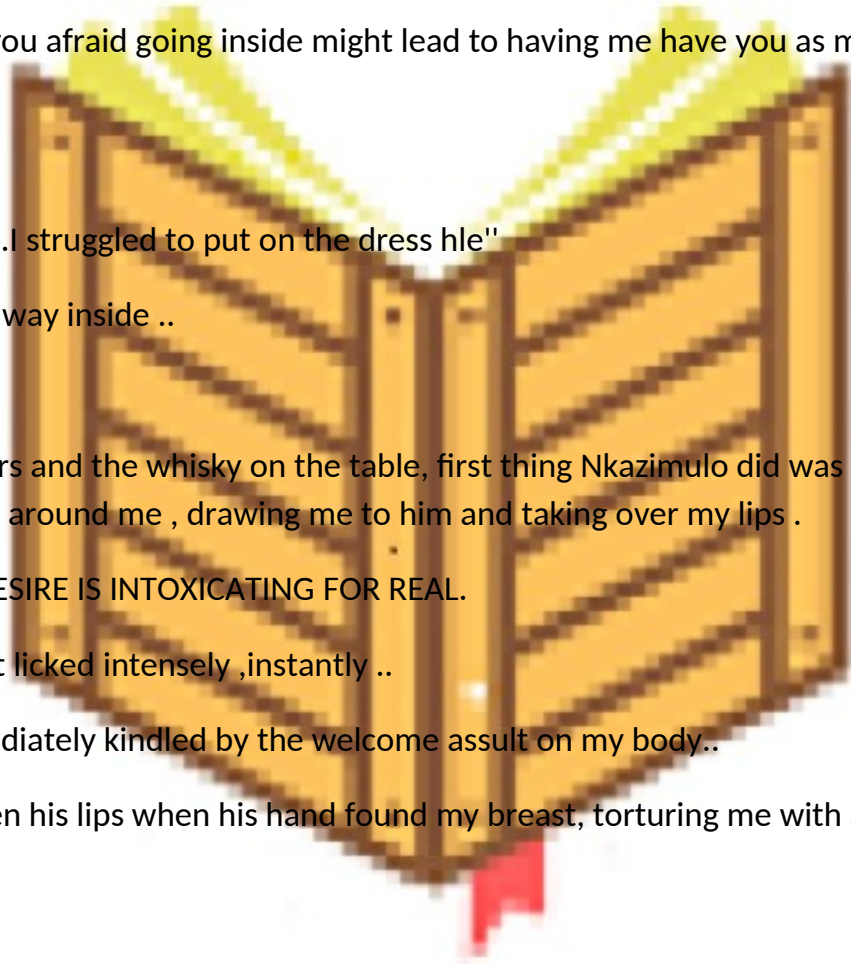 ou afraid going inside might lead to having me have you as m
..I struggled to put on the dress hle''
way inside ..
rs and the whisky on the table, first thing Nkazimulo did was
around me , drawing me to him and taking over my lips .
ESIRE IS INTOXICATING FOR REAL.
t licked intensely ,instantly ..
diately kindled by the welcome assult on my body..
en his lips when his hand found my breast, torturing me with